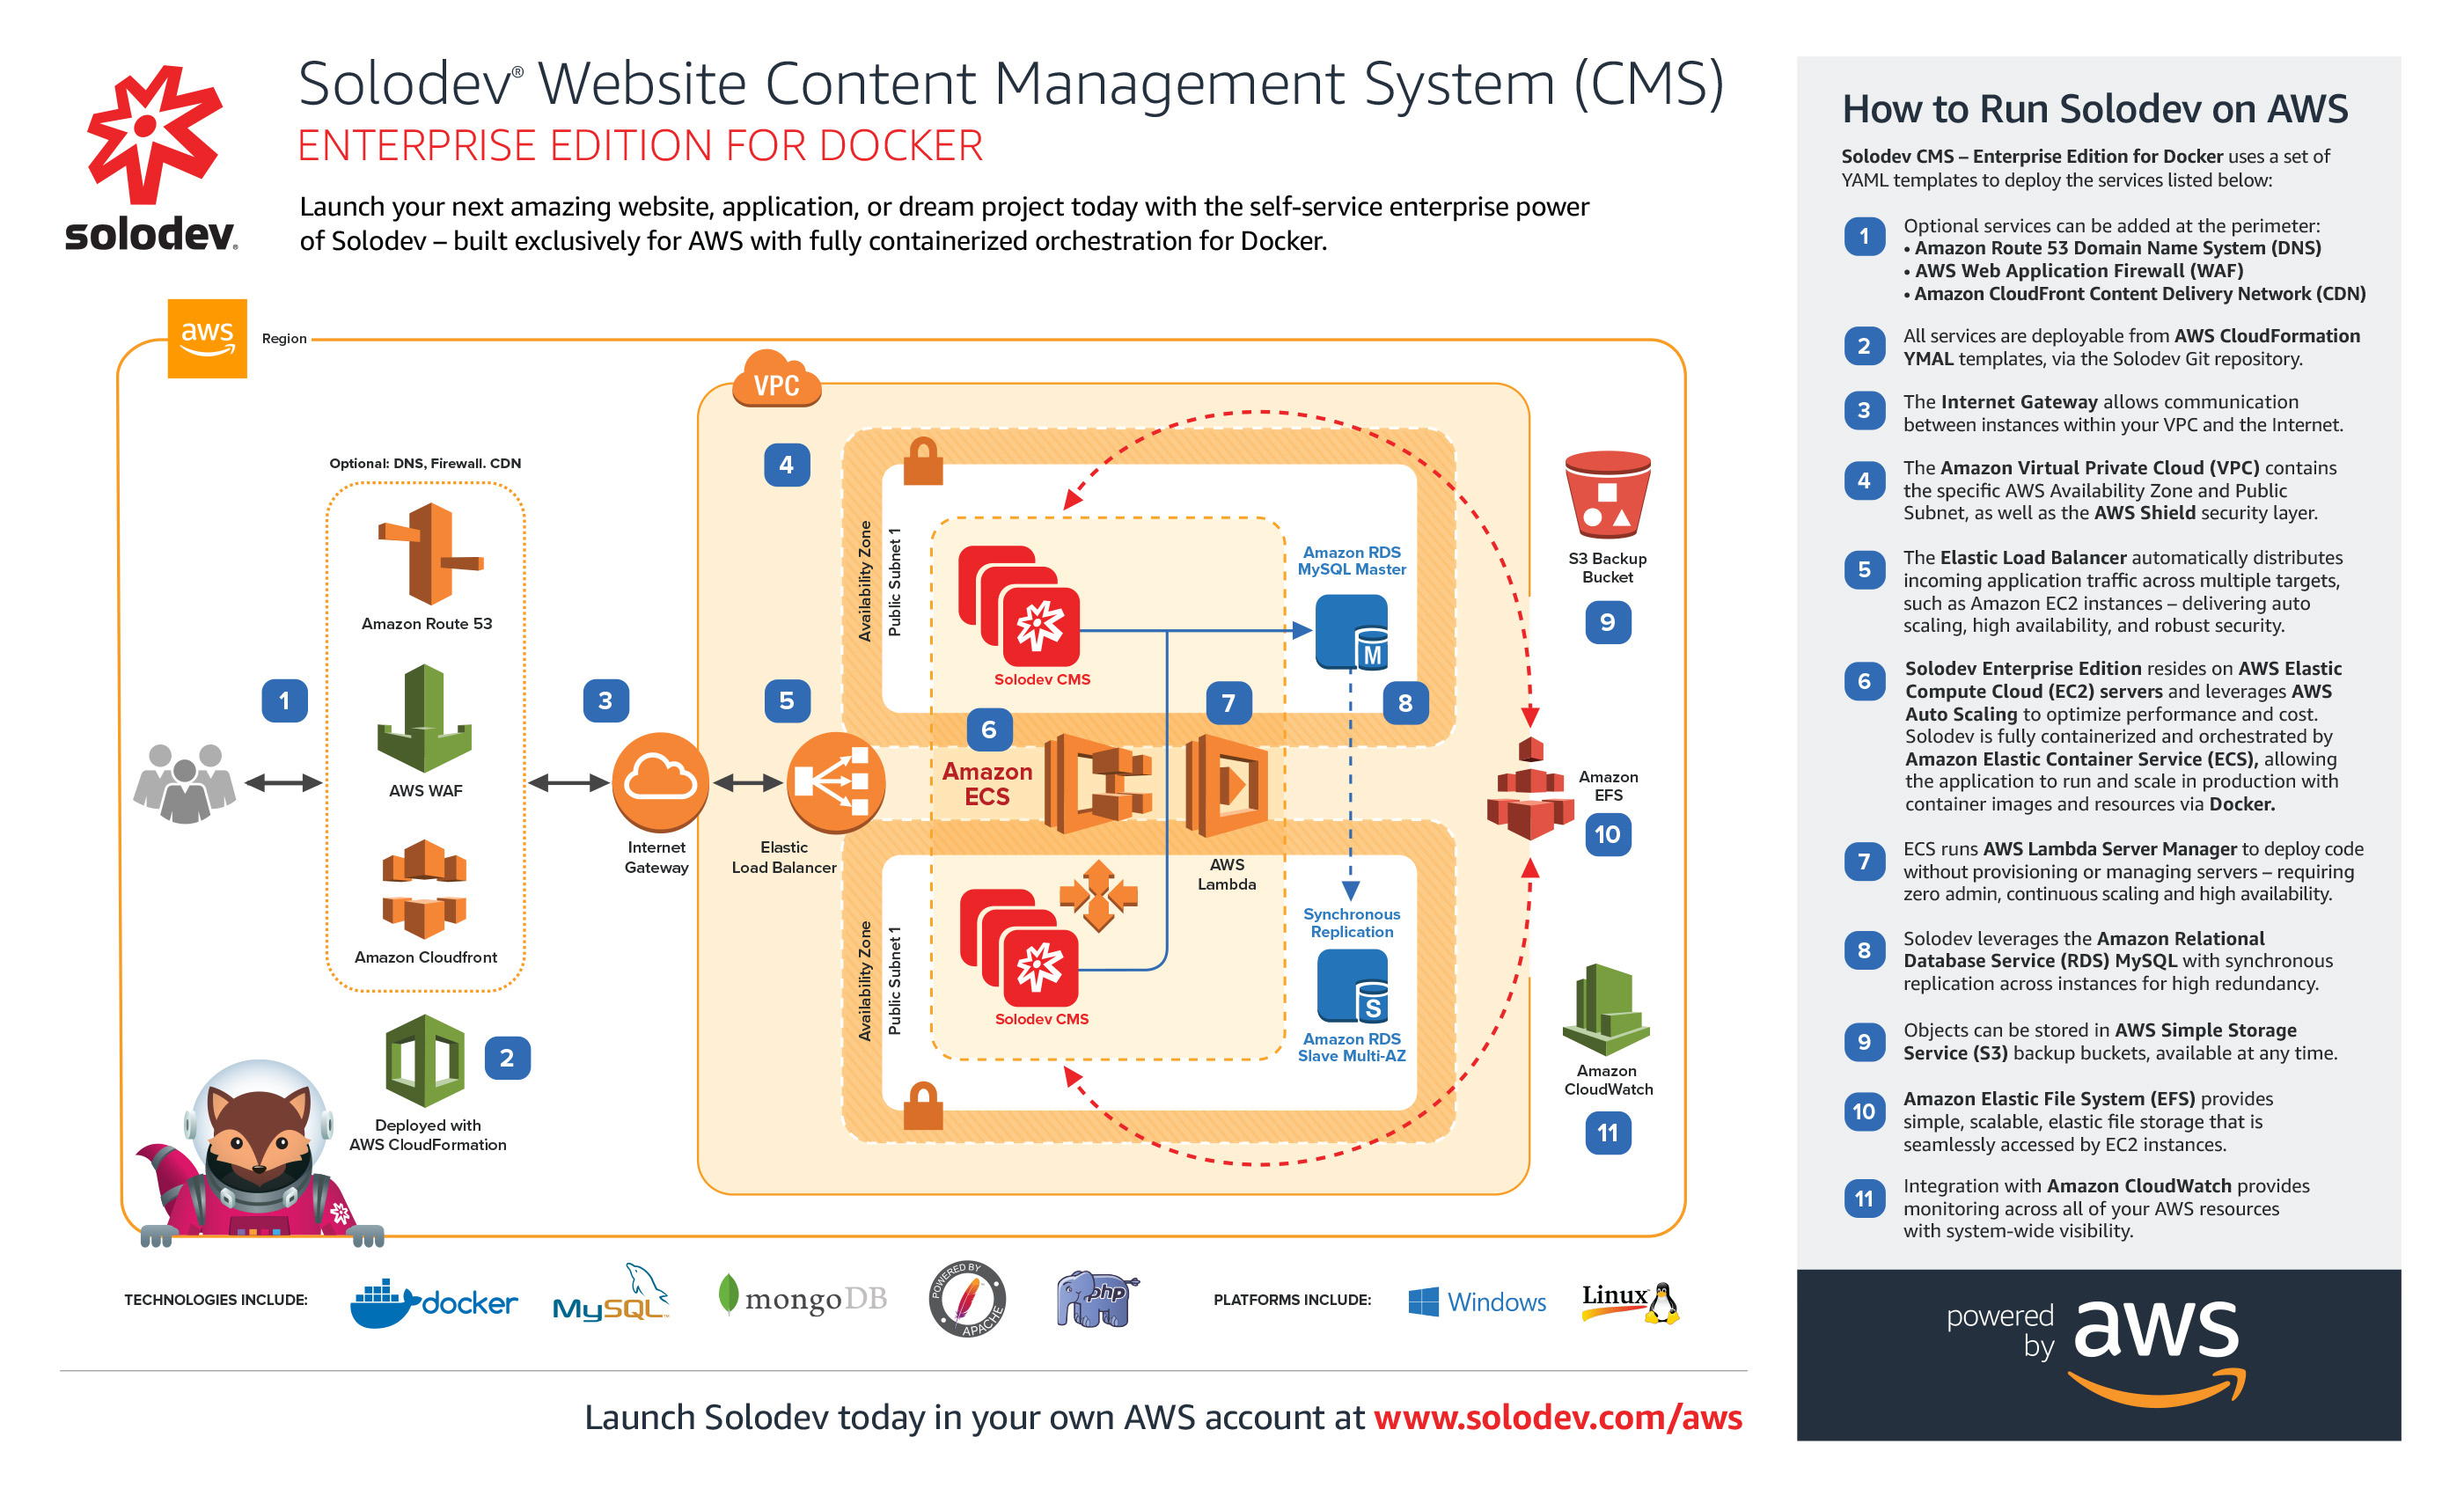 Solodev® Website Content Management System (CMS)
ENTERPRISE EDITION FOR DOCKER
solodev®
Launch your next amazing website, application, or dream project today with the self-service enterprise power
of Solodev – built exclusively for AWS with fully containerized orchestration for Docker.
aws
Region
VPC
4
Optional: DNS, Firewall. CDN
Amazon Route 53
AWS WAF
Amazon Cloudfront
1
3
5
Internet
Gateway
Elastic
Load Balancer
2
Deployed with
AWS CloudFormation
Availability Zone
Public Subnet 1
Solodev CMS
Amazon RDS
MySQL Master
M
6
7
8
Amazon
ECS
AWS
Lambda
Availability Zone
Public Subnet 1
Solodev CMS
Synchronous
Replication
S
Amazon RDS
Slave Multi-AZ
S3 Backup
Bucket
9
Amazon
EFS
10
Amazon
CloudWatch
11
TECHNOLOGIES INCLUDE:
docker
MySQL™
mongoDB
POWERED BY
APACHE
php
PLATFORMS INCLUDE:
Windows
Linux
Launch Solodev today in your own AWS account at www.solodev.com/aws
How to Run Solodev on AWS
Solodev CMS – Enterprise Edition for Docker uses a set of
YAML templates to deploy the services listed below:
1
Optional services can be added at the perimeter:
• Amazon Route 53 Domain Name System (DNS)
• AWS Web Application Firewall (WAF)
• Amazon CloudFront Content Delivery Network (CDN)
2
All services are deployable from AWS CloudFormation
YMAL templates, via the Solodev Git repository.
3
The Internet Gateway allows communication
between instances within your VPC and the Internet.
4
The Amazon Virtual Private Cloud (VPC) contains
the specific AWS Availability Zone and Public
Subnet, as well as the AWS Shield security layer.
5
The Elastic Load Balancer automatically distributes
incoming application traffic across multiple targets,
such as Amazon EC2 instances – delivering auto
scaling, high availability, and robust security.
6
Solodev Enterprise Edition resides on AWS Elastic
Compute Cloud (EC2) servers and leverages AWS
Auto Scaling to optimize performance and cost.
Solodev is fully containerized and orchestrated by
Amazon Elastic Container Service (ECS), allowing
the application to run and scale in production with
container images and resources via Docker.
7
ECS runs AWS Lambda Server Manager to deploy code
without provisioning or managing servers – requiring
zero admin, continuous scaling and high availability.
8
Solodev leverages the Amazon Relational
Database Service (RDS) MySQL with synchronous
replication across instances for high redundancy.
9
Objects can be stored in AWS Simple Storage
Service (S3) backup buckets, available at any time.
10
Amazon Elastic File System (EFS) provides
simple, scalable, elastic file storage that is
seamlessly accessed by EC2 instances.
11
Integration with Amazon CloudWatch provides
monitoring across all of your AWS resources
with system-wide visibility.
powered
by
aws